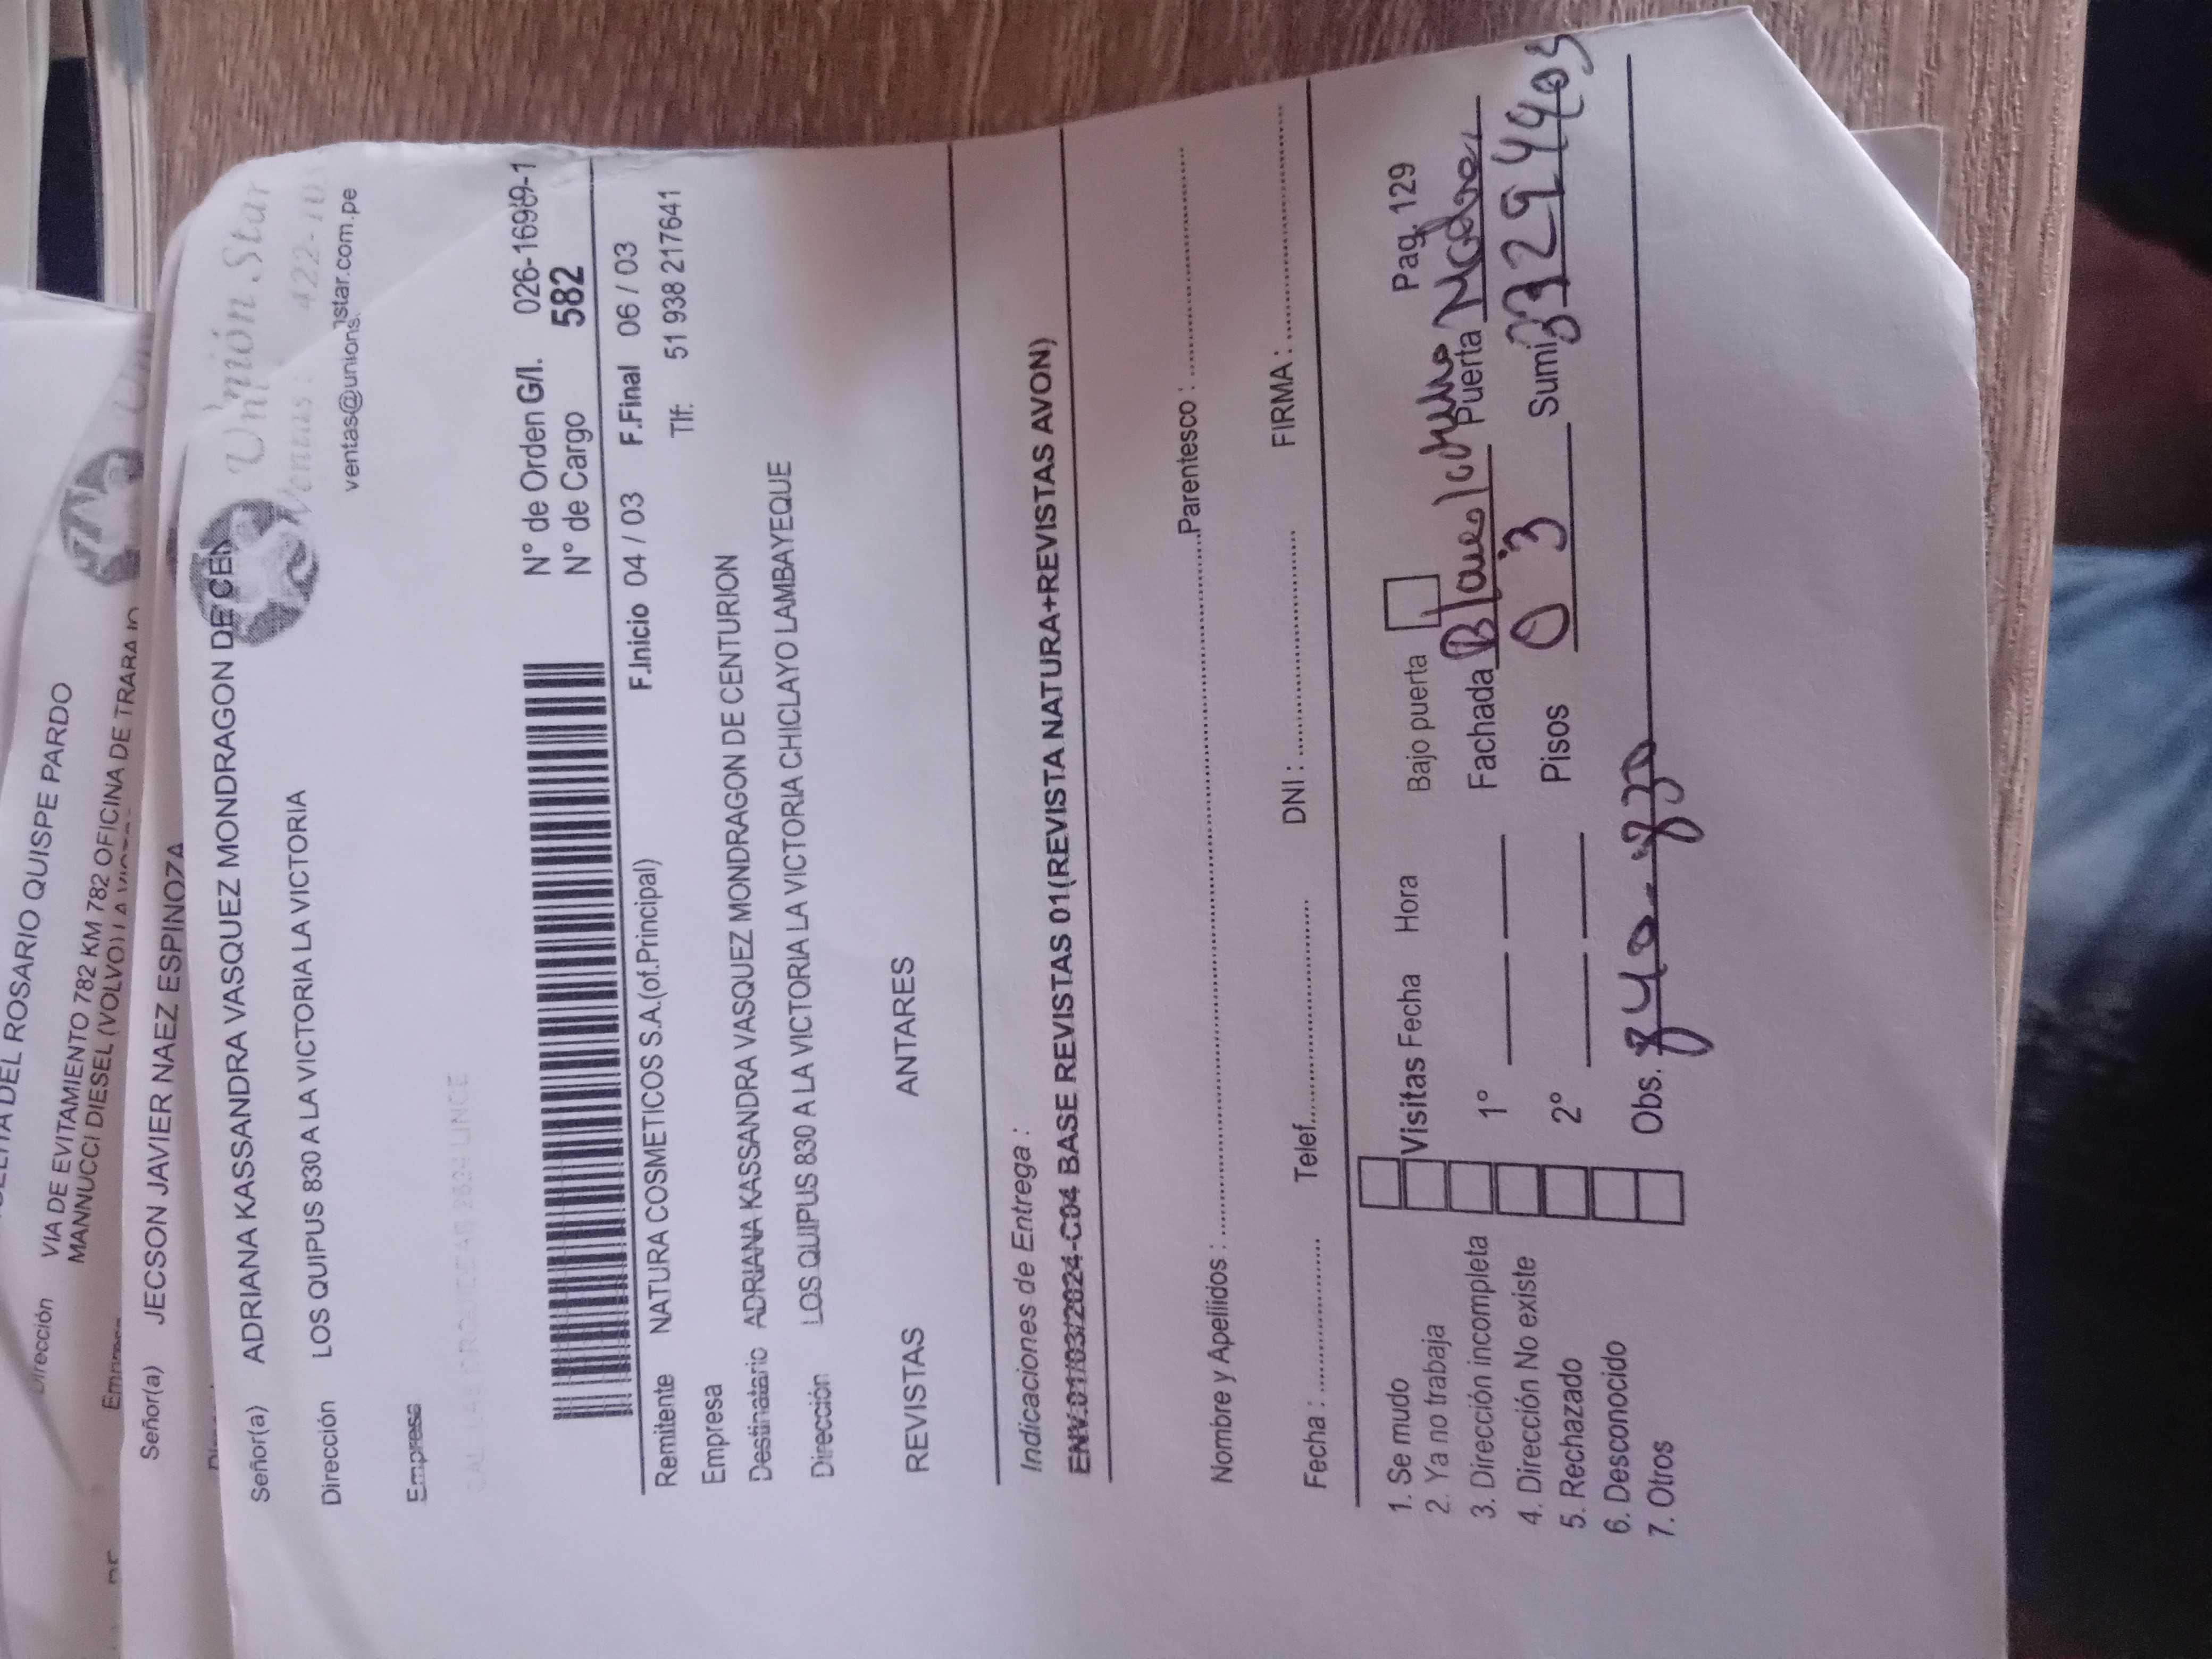 DEL ROSARIO QUISPE PARDO
Dirección VIA DE EVITAMIENTO 782 KM 782 OFICINA DE TRABAJO
MANNUCCI DIESEL (VOLVO)
Señor(a) JECSON JAVIER NAEZ ESPINOZA
Unión Star
Ventas: 422-
ventas@unionstar.com.pe
Señor(a) ADRIANA KASSANDRA VASQUEZ MONDRAGON DE CEN
Dirección LOS QUIPUS 830 A LA VICTORIA LA VICTORIA
Empresa
N° de Orden G/I. 026-16989-1
N° de Cargo 582
Remitente NATURA COSMETICOS S.A.(of.Principal) F.Inicio 04 / 03 F.Final 06 / 03
Empresa Tlf. 51 938 217641
Destinatario ADRIANA KASSANDRA VASQUEZ MONDRAGON DE CENTURION
Dirección LOS QUIPUS 830 A LA VICTORIA LA VICTORIA CHICLAYO LAMBAYEQUE
REVISTAS ANTARES
Indicaciones de Entrega :
ENV.01/03/2024-C04 BASE REVISTAS 01(REVISTA NATURA+REVISTAS AVON)
Nombre y Apellidos : Parentesco :
Fecha : Telef. DNI : FIRMA :
1. Se mudo Visitas Fecha Hora Bajo puerta Pag. 129
2. Ya no trabaja
3. Dirección incompleta 1° Fachada Puerta
4. Dirección No existe
5. Rechazado 2° Pisos 03 Sumi 33294403
6. Desconocido
7. Otros Obs. 840-830